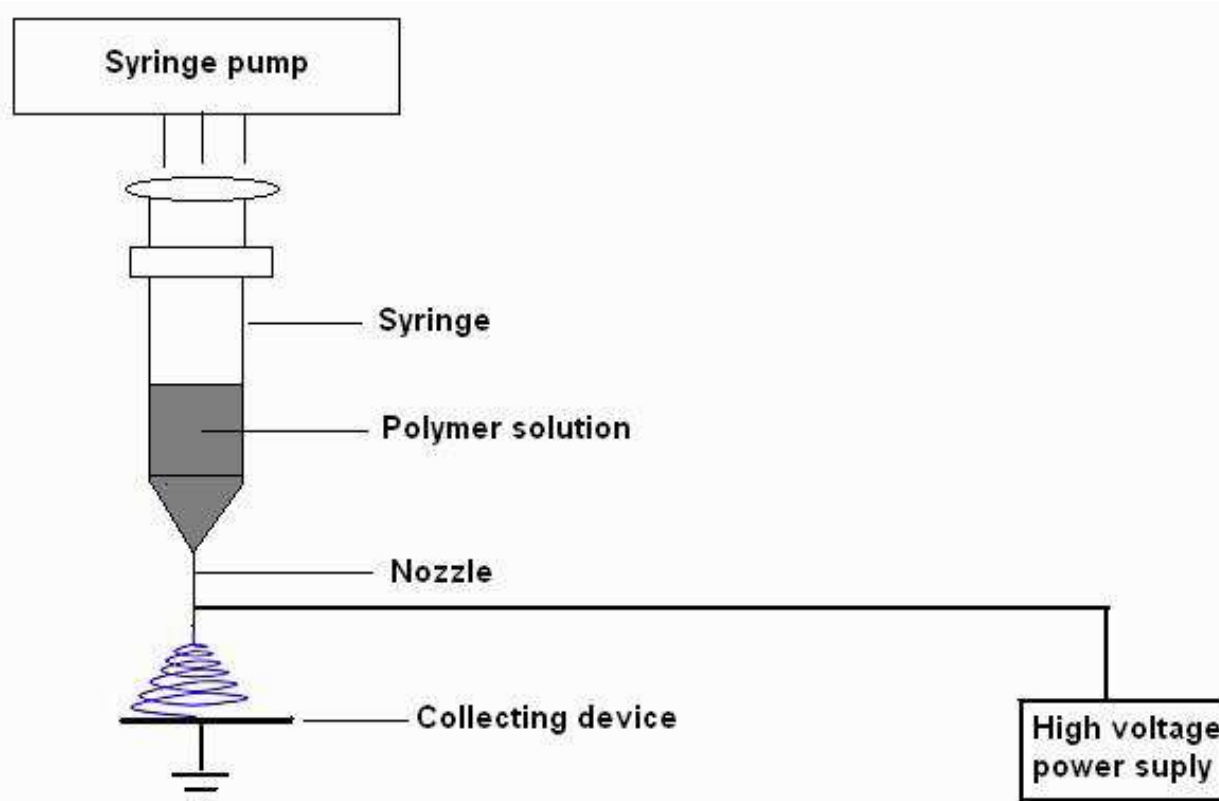 Syringe pump
Syringe
Polymer solution
Nozzle
Collecting device
High voltage
power suply